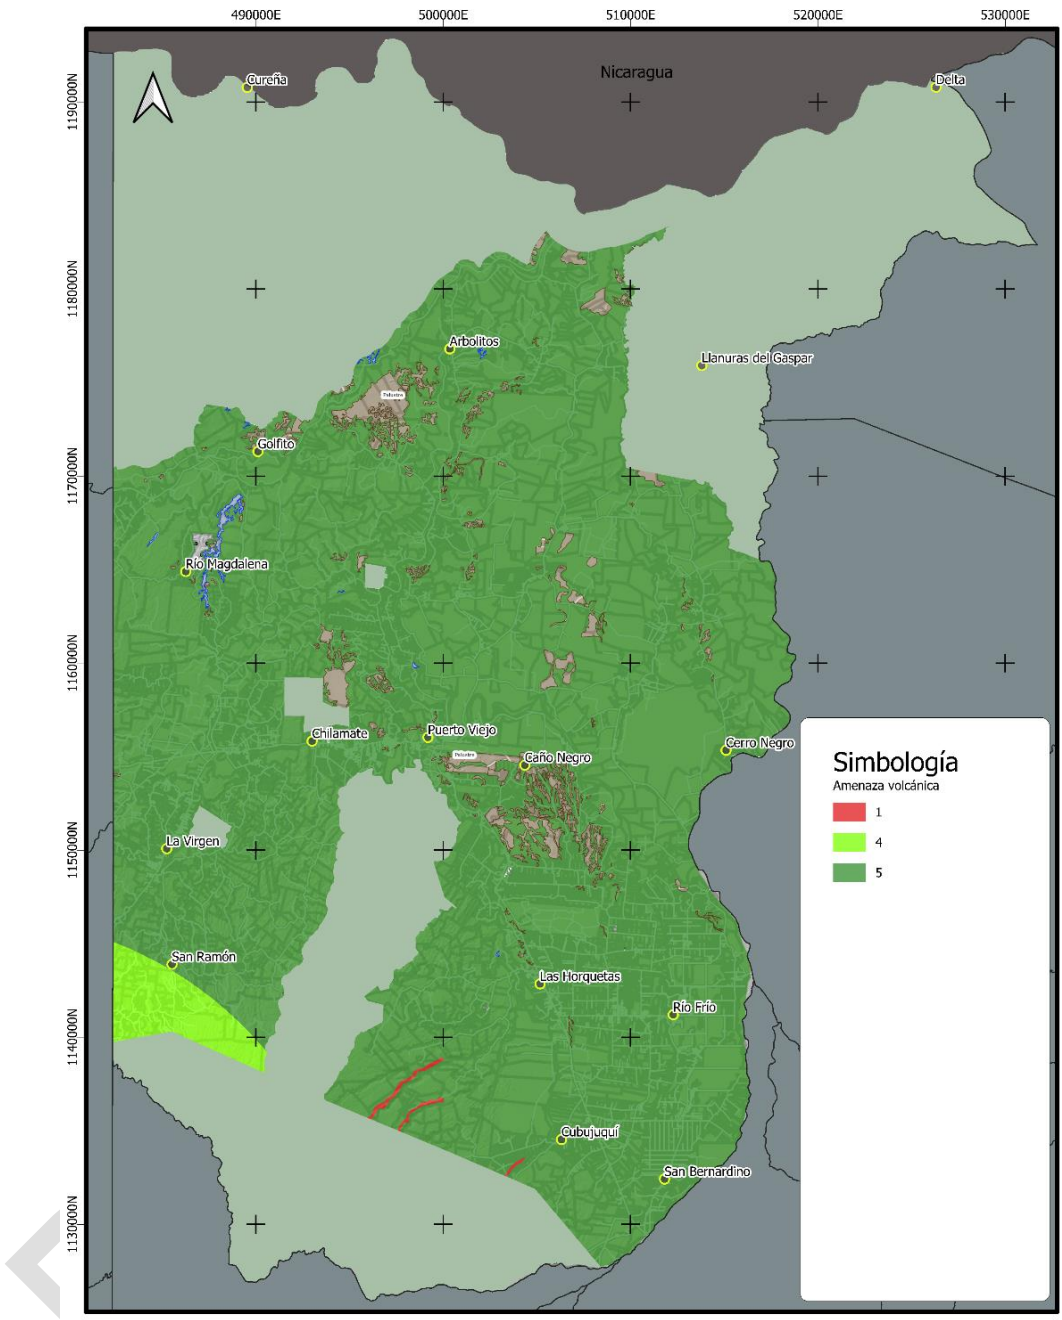 490000E 500000E 510000E 520000E 530000E
Nicaragua
Cureña
Delta
1190000N
1180000N
Arbolitos
Llanuras del Gaspar
Palustre
Golfito
1170000N
Río Magdalena
1160000N
Chilamate
Puerto Viejo
Cerro Negro
Palustre
Caño Negro
La Virgen
1150000N
San Ramón
Las Horquetas
Río Frío
1140000N
Cubujuquí
San Bernardino
1130000N
Simbología
Amenaza volcánica
1
4
5